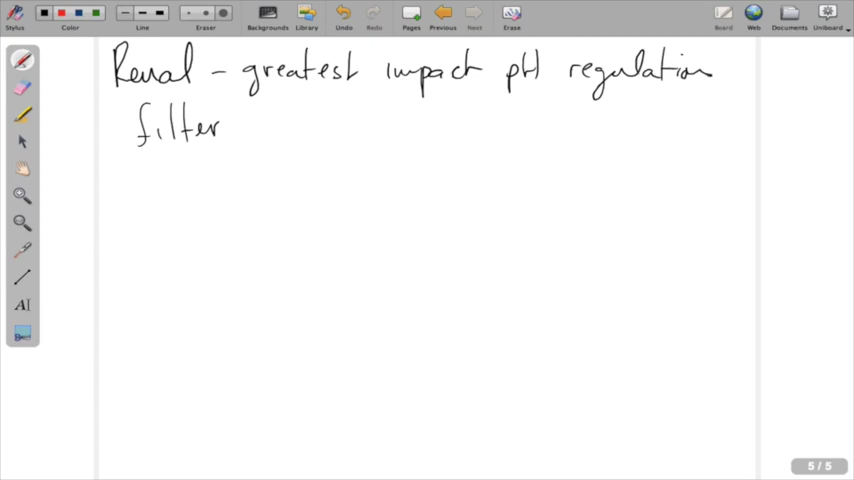 Stylus Color Line Eraser Backgrounds Library Undo Redo Pages Previous Next Erase Board Web Documents Uniboard
Renal - greatest impact pH regulation
filter
AI
5 / 5